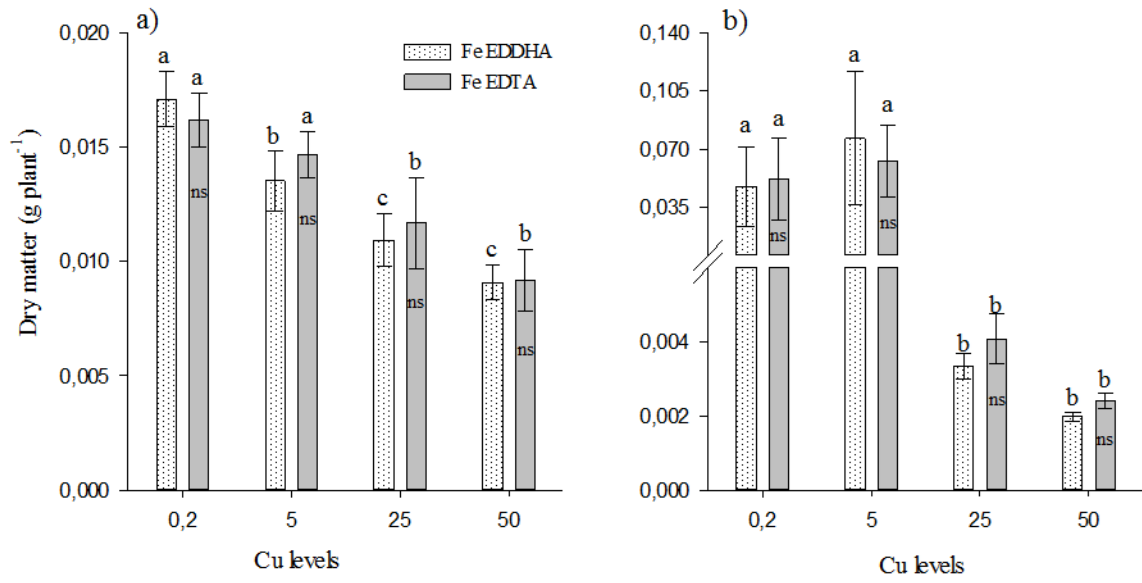 a)
0,020
0,015
0,010
0,005
0,000
Dry matter (g plant-1)
Fe EDDHA
Fe EDTA
a
a
b
a
c
b
c
b
ns
ns
ns
ns
0,2
5
25
50
Cu levels
b)
0,140
0,105
0,070
0,035
0,004
0,002
0,000
a
a
a
a
b
b
b
b
ns
ns
ns
ns
0,2
5
25
50
Cu levels